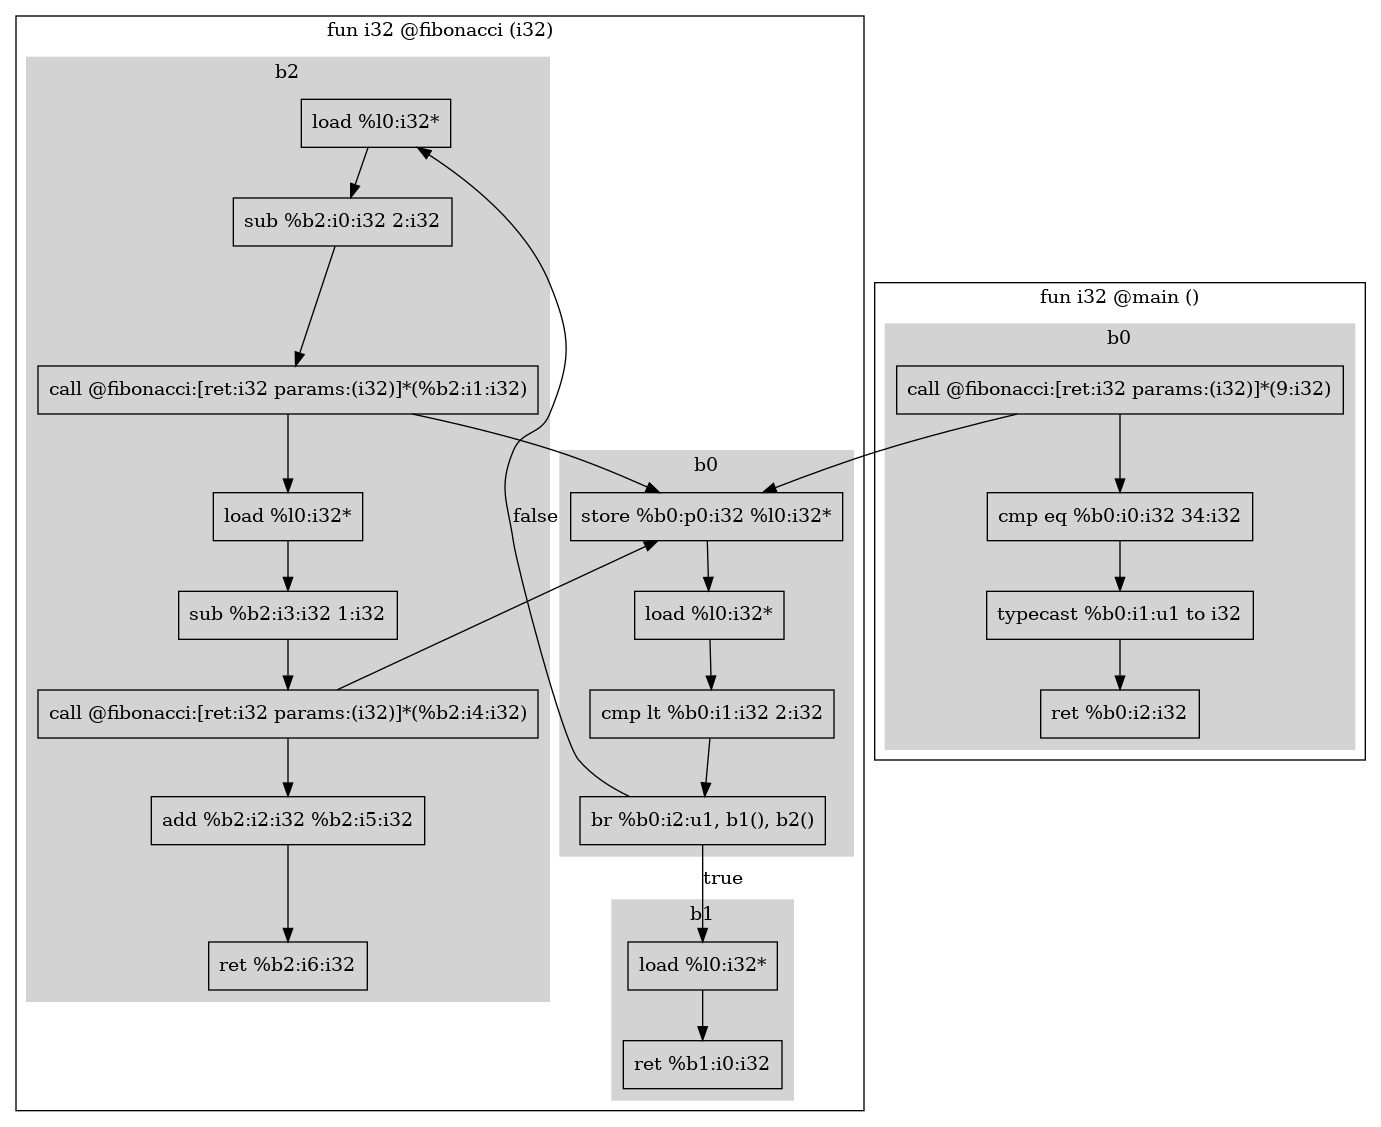 fun i32 @fibonacci (i32)
b2
load %l0:i32*
sub %b2:i0:i32 2:i32
call @fibonacci:[ret:i32 params:(i32)]*(%b2:i1:i32)
load %l0:i32*
sub %b2:i3:i32 1:i32
call @fibonacci:[ret:i32 params:(i32)]*(%b2:i4:i32)
add %b2:i2:i32 %b2:i5:i32
ret %b2:i6:i32
false
b0
store %b0:p0:i32 %l0:i32*
load %l0:i32*
cmp lt %b0:i1:i32 2:i32
br %b0:i2:u1, b1(), b2()
true
b1
load %l0:i32*
ret %b1:i0:i32
fun i32 @main ()
b0
call @fibonacci:[ret:i32 params:(i32)]*(9:i32)
cmp eq %b0:i0:i32 34:i32
typecast %b0:i1:u1 to i32
ret %b0:i2:i32